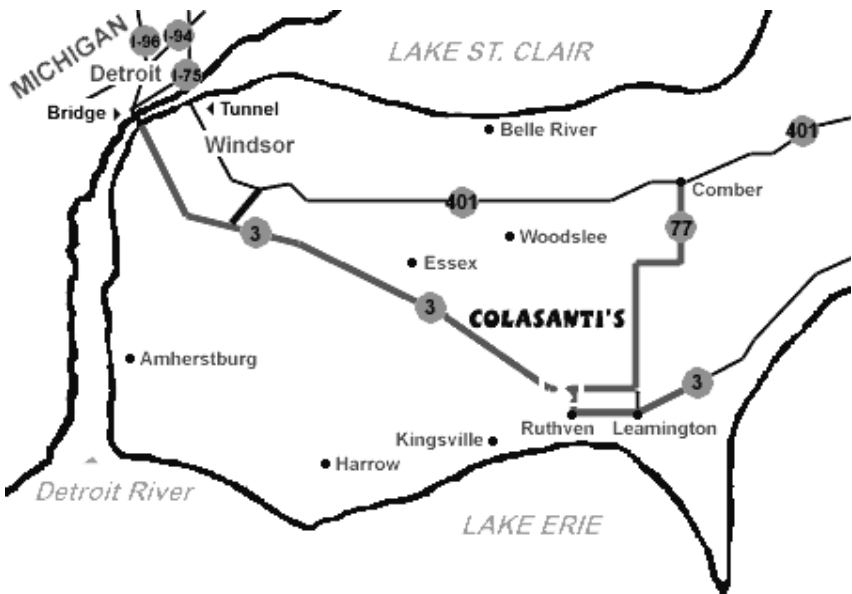 MICHIGAN
I-96
I-94
I-75
Detroit
LAKE ST. CLAIR
Bridge
Tunnel
Windsor
Belle River
401
Comber
401
77
3
Woodslee
Essex
3
COLASANTI'S
Amherstburg
3
Ruthven
Leamington
Kingsville
Harrow
Detroit River
LAKE ERIE